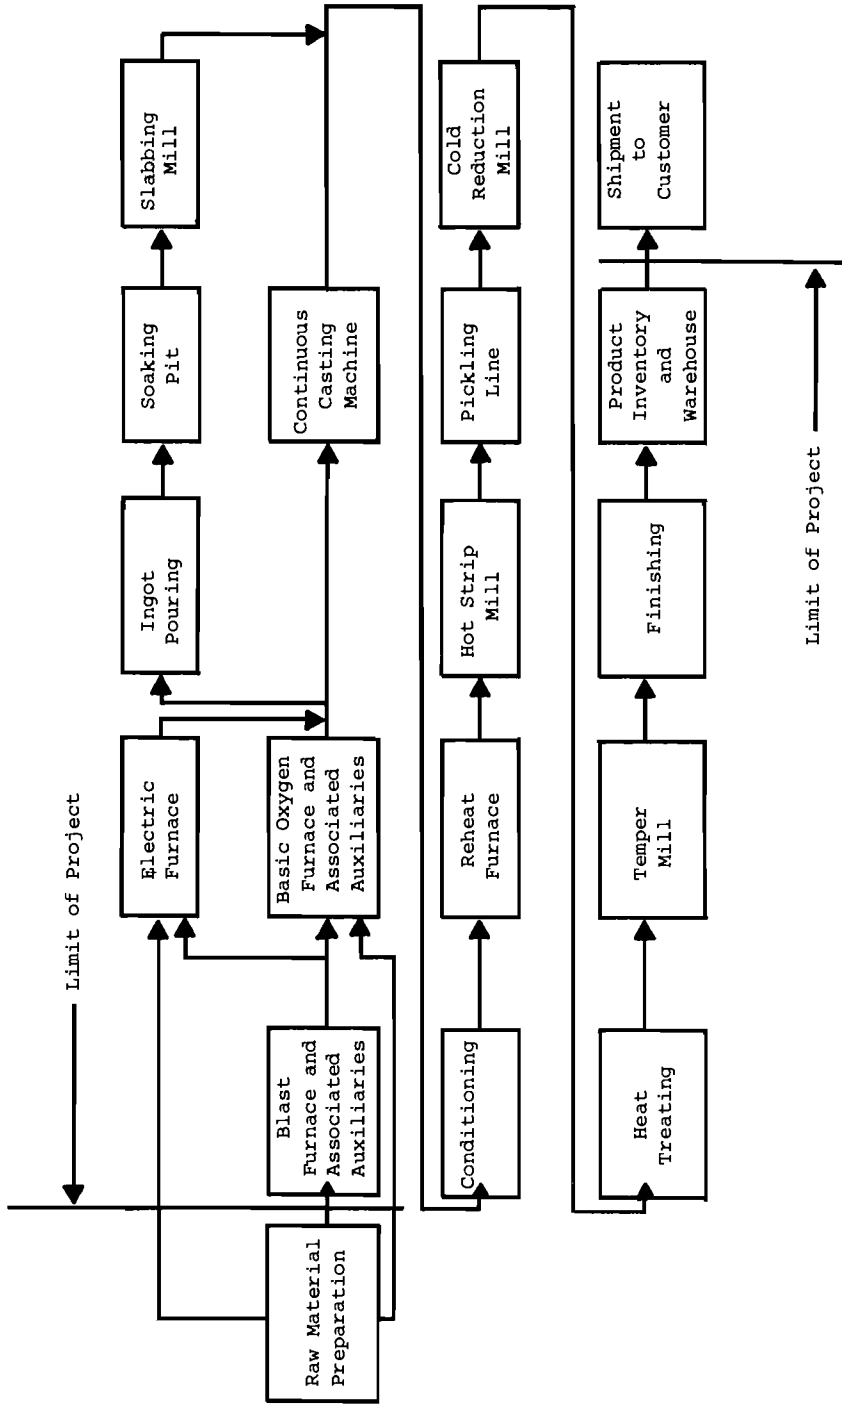 Limit of Project
Electric
Furnace
Ingot
Pouring
Soaking
Pit
Slabbing
Mill
Raw Material
Preparation
Blast
Furnace and
Associated
Auxiliaries
Basic Oxygen
Furnace and
Associated
Auxiliaries
Continuous
Casting
Machine
Conditioning
Reheat
Furnace
Hot Strip
Mill
Pickling
Line
Cold
Reduction
Mill
Heat
Treating
Temper
Mill
Finishing
Product
Inventory
and
Warehouse
Shipment
to
Customer
Limit of Project